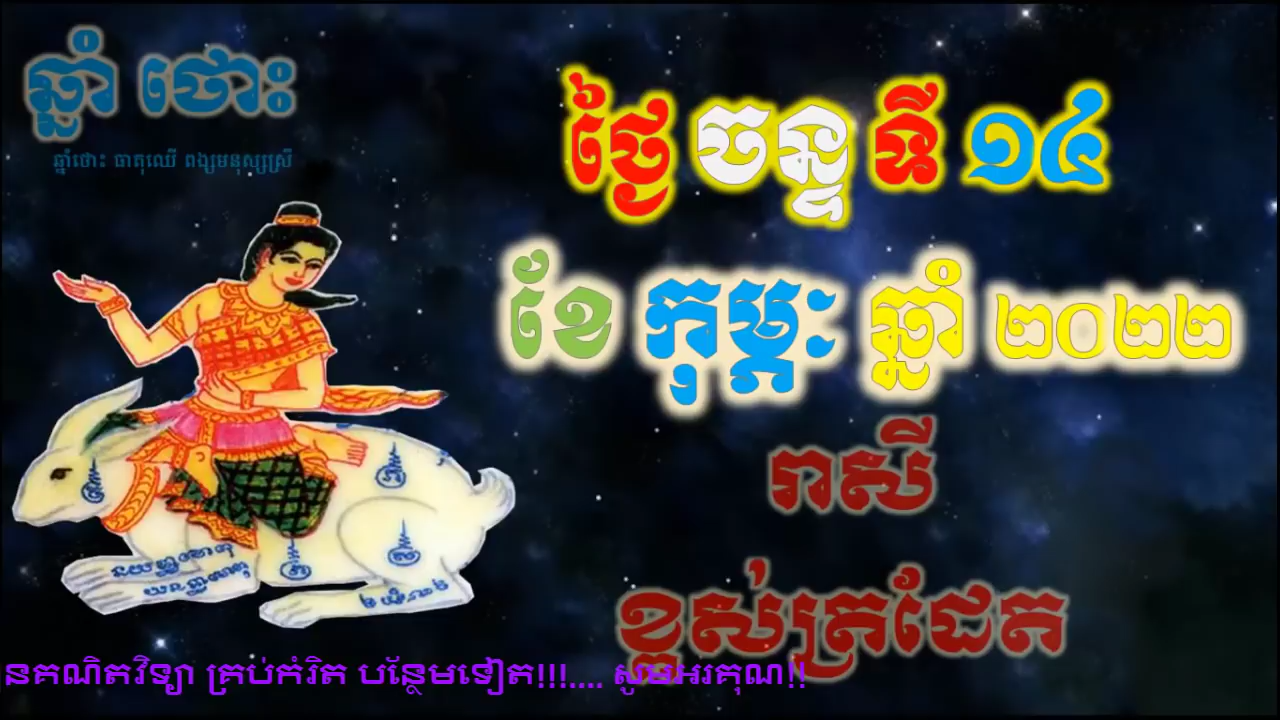 ឆ្នាំ ថោះ
ឆ្នាំថោះ ធាតុឈើ ពង្សមនុស្សស្រី
ថ្ងៃ ចន្ទ ទី ១៤
ខែ កុម្ភៈ ឆ្នាំ ២០២២
រាសី
ខ្ពស់ត្រដែត
នគណិតវិទ្យា គ្រប់កំរិត បន្ថែមទៀត!!!.... សូមអរគុណ!!